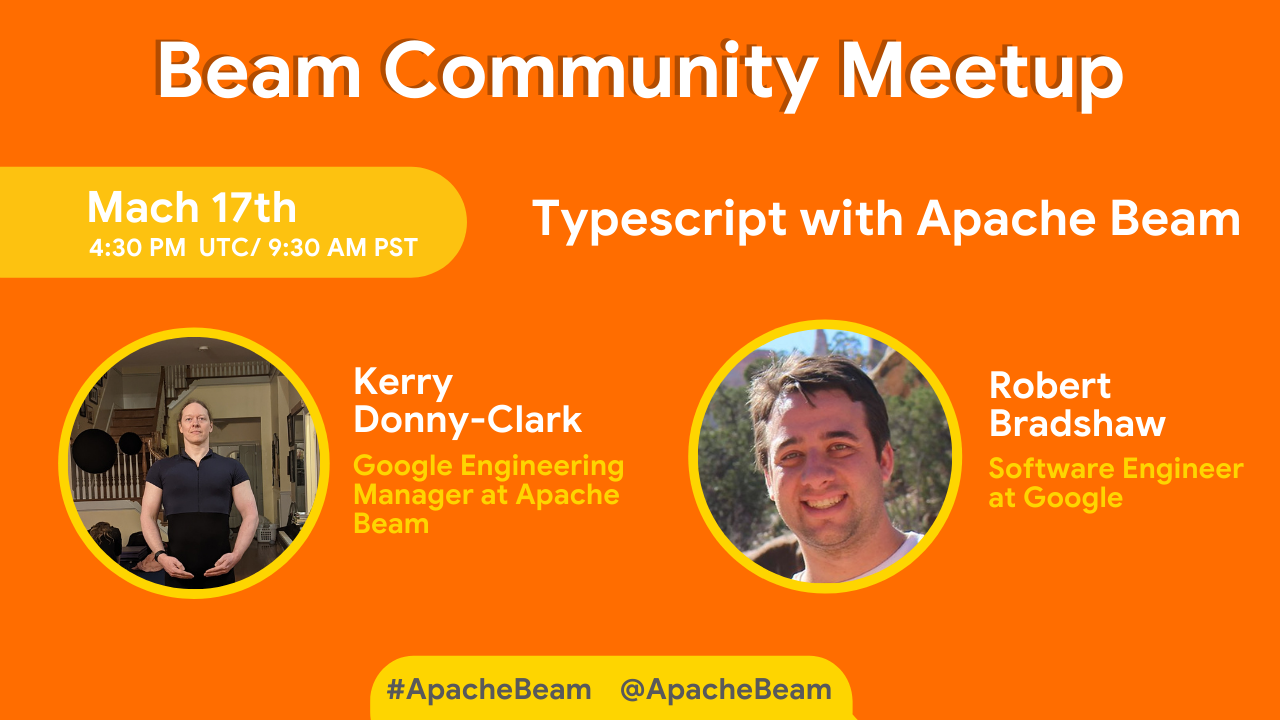 Beam Community Meetup
Mach 17th
4:30 PM UTC/ 9:30 AM PST
Typescript with Apache Beam
Kerry
Donny-Clark
Google Engineering
Manager at Apache
Beam
Robert
Bradshaw
Software Engineer
at Google
#ApacheBeam @ApacheBeam